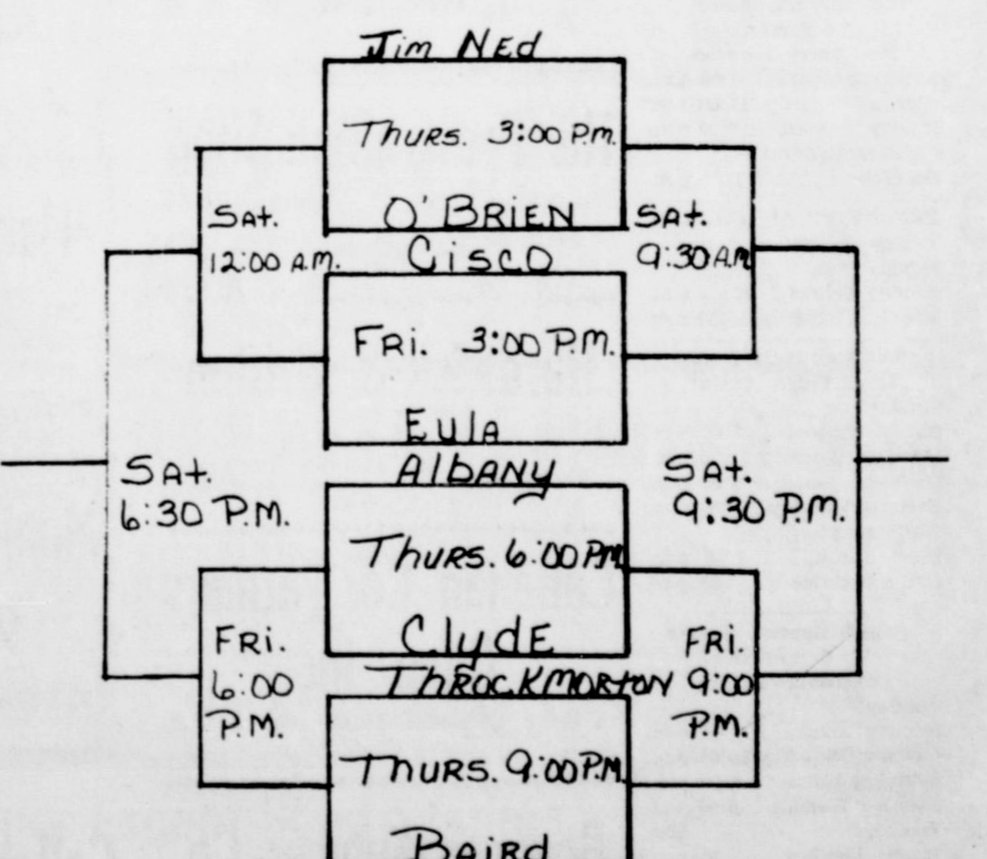 Jim Ned
Thurs. 3:00 P.m.
O'Brien
Sat.
12:00 A.M.
Sat.
9:30 AM
Cisco
Fri. 3:00 P.M.
Eula
Sat.
6:30 P.M.
Albany
Sat.
9:30 P.M.
Thurs. 6:00 PM
Clyde
Fri.
6:00
P.M.
Fri.
9:00
P.M.
Throckmorton
Thurs. 9:00 P.M.
Baird